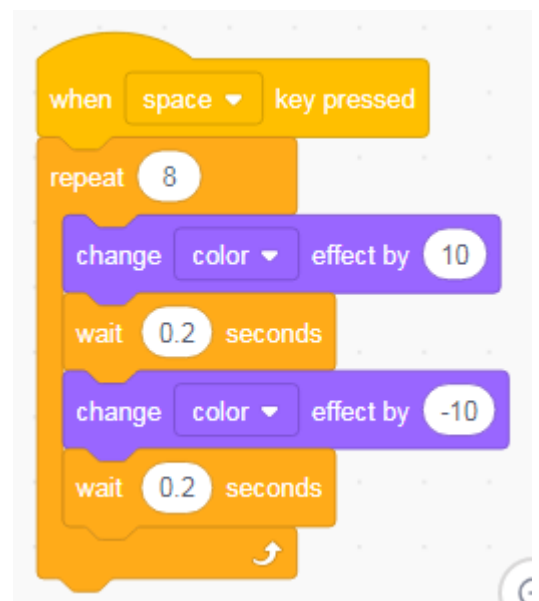 when space key pressed
repeat 8
change color effect by 10
wait 0.2 seconds
change color effect by -10
wait 0.2 seconds